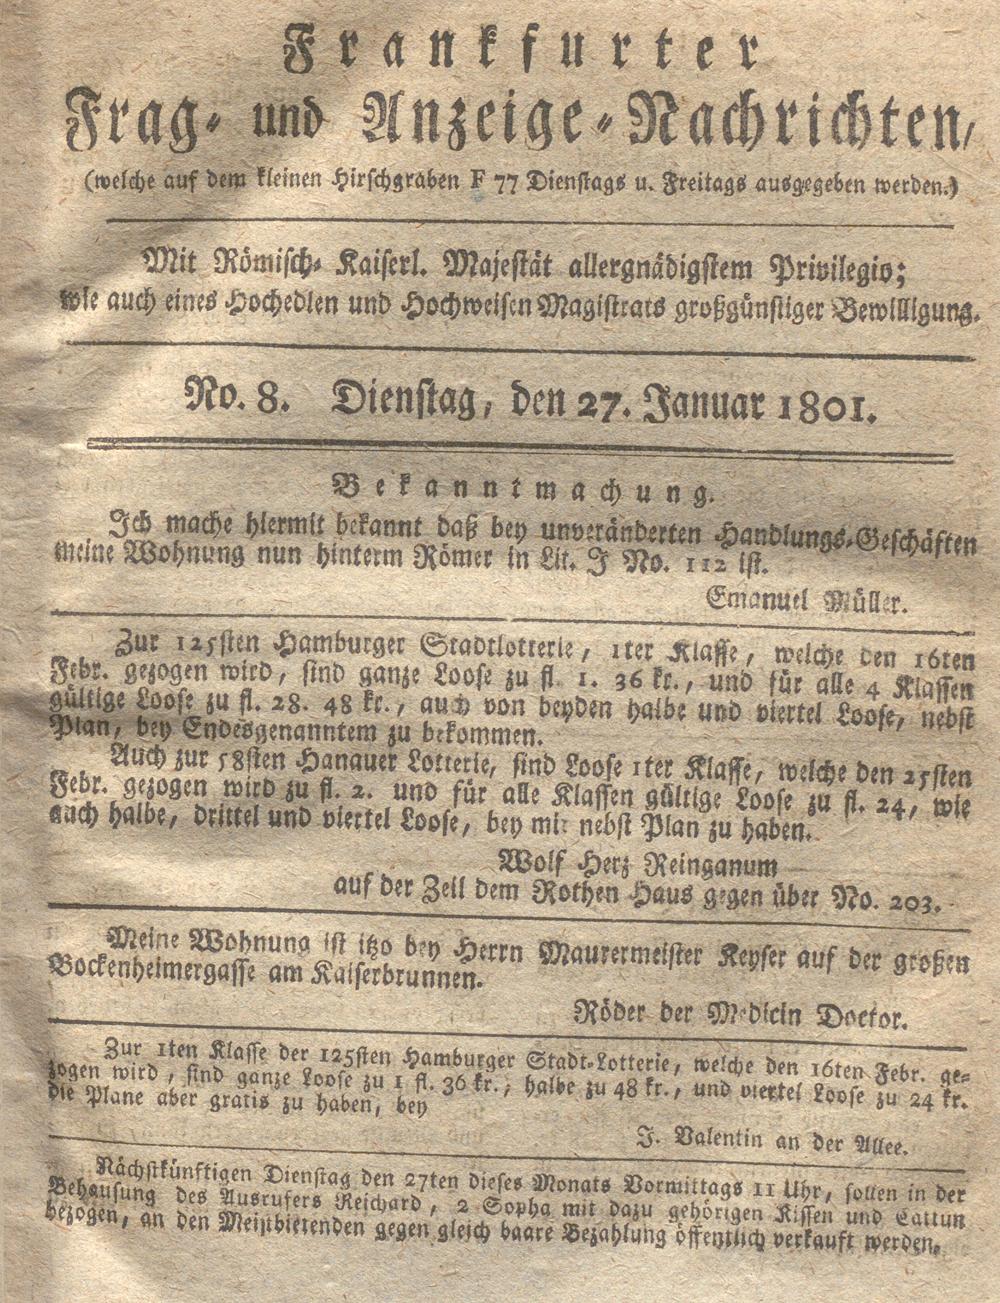 Frankfurter
Frag- und Anzeige-Nachrichten,
(welche auf dem kleinen Hirschgraben F 77 Dienstags u. Freitags ausgegeben werden.)
Mit Römisch- Kaiserl. Majestät allergnädigstem Privilegio;
wie auch eines Hochedlen und Hochweisen Magistrats großgünstiger Bewilligung.
No. 8. Dienstag, den 27. Januar 1801.
Bekanntmachung.
Ich mache hiermit bekannt daß bey unveränderten Handlungs-Geschäften
meine Wohnung nun hinterm Römer in Lit. J No. 112 ist.
Emanuel Müller.
Zur 125sten Hamburger Stadtlotterie, 1ter Klasse, welche den 16ten
Febr. gezogen wird, sind ganze Loose zu fl. 1. 36 kr., und für alle 4 Klassen
gültige Loose zu fl. 28. 48 kr., auch von beyden halbe und viertel Loose, nebst
Plan, bey Endesgenanntem zu bekommen.
Auch zur 58sten Hanauer Lotterie, sind Loose 1ter Klasse, welche den 25sten
Febr. gezogen wird zu fl. 2. und für alle Klassen gültige Loose zu fl. 24, wie
auch halbe, drittel und viertel Loose, bey mir nebst Plan zu haben.
Wolf Herz Reinganum
auf der Zeil dem Rothen Haus gegen über No. 203.
Meine Wohnung ist itzo bey Herrn Maurermeister Keyser auf der großen
Bockenheimergasse am Kaiserbrunnen.
Röder der Medicin Doctor.
Zur 1ten Klasse der 125sten Hamburger Stadt-Lotterie, welche den 16ten Febr. ge-
zogen wird, sind ganze Loose zu 1 fl. 36 kr., halbe zu 48 kr., und viertel Loose zu 24 kr.
die Plane aber gratis zu haben, bey
J. Valentin an der Allee.
Nächstkünftigen Dienstag den 27ten dieses Monats Vormittags 11 Uhr, sollen in der
Behausung des Ausrufers Reichard, 2 Sopha mit dazu gehörigen Kissen und Cattun
bezogen, an den Meistbietenden gegen gleich baare Bezahlung öffentlich verkauft werden.